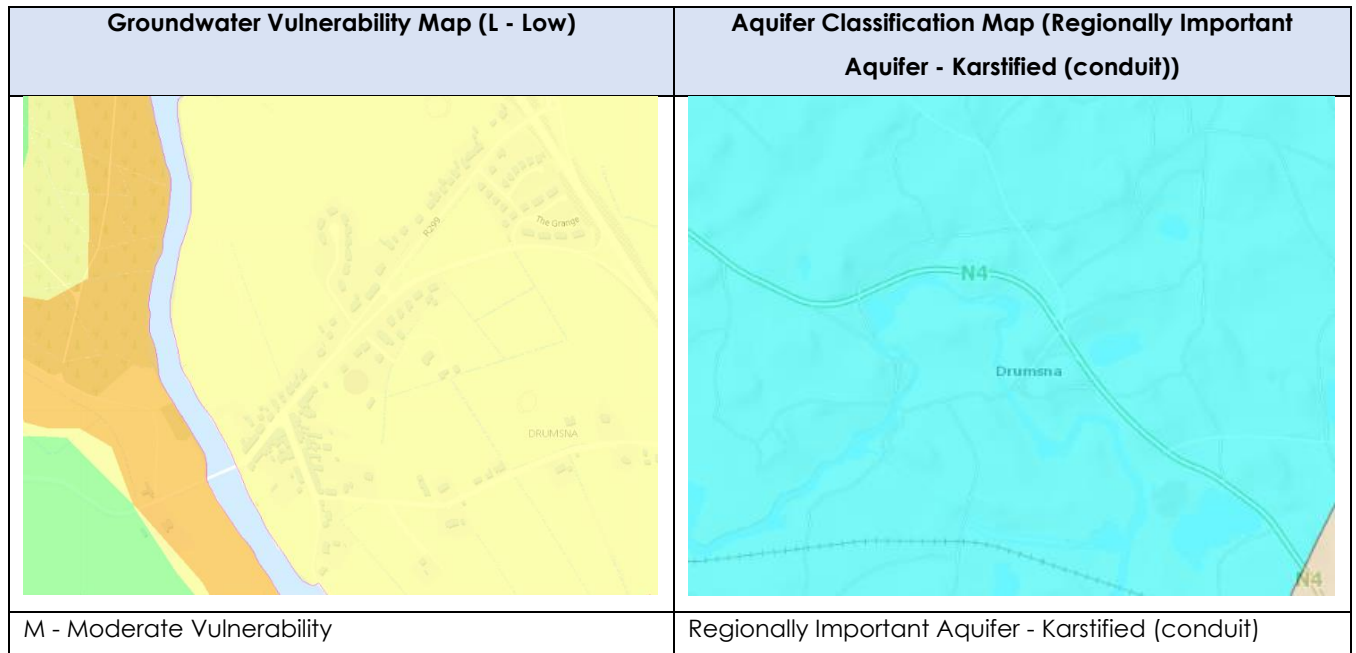 Groundwater Vulnerability Map (L - Low)
Aquifer Classification Map (Regionally Important
Aquifer - Karstified (conduit))
The Grange
R299
DRUMSNA
N4
Drumsna
N4
M - Moderate Vulnerability
Regionally Important Aquifer - Karstified (conduit)